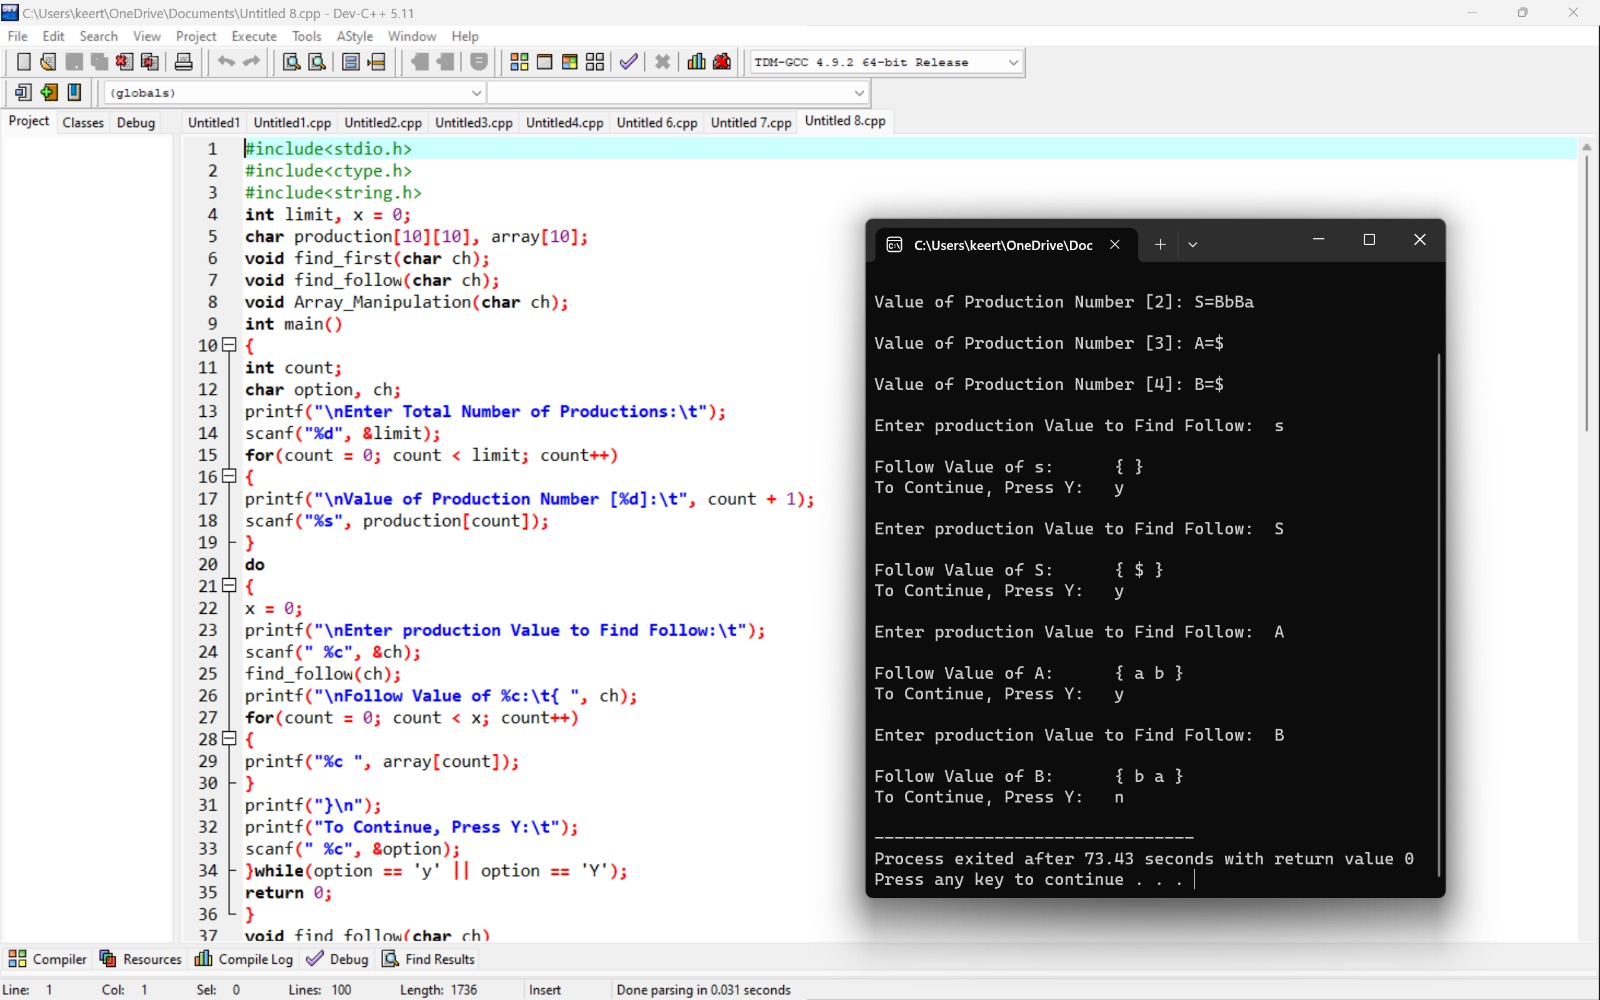 C:\Users\keert\OneDrive\Documents\Untitled 8.cpp - Dev-C++ 5.11
File Edit Search View Project Execute Tools AStyle Window Help
TDM-GCC 4.9.2 64-bit Release
(globals)
Project Classes Debug
Untitled1 Untitled1.cpp Untitled2.cpp Untitled3.cpp Untitled4.cpp Untitled 6.cpp Untitled 7.cpp Untitled 8.cpp
1 #include<stdio.h>
2 #include<ctype.h>
3 #include<string.h>
4 int limit, x = 0;
5 char production[10][10], array[10];
6 void find_first(char ch);
7 void find_follow(char ch);
8 void Array_Manipulation(char ch);
9 int main()
10 {
11 int count;
12 char option, ch;
13 printf("\nEnter Total Number of Productions:\t");
14 scanf("%d", &limit);
15 for(count = 0; count < limit; count++)
16 {
17 printf("\nValue of Production Number [%d]:\t", count + 1);
18 scanf("%s", production[count]);
19 }
20 do
21 {
22 x = 0;
23 printf("\nEnter production Value to Find Follow:\t");
24 scanf(" %c", &ch);
25 find_follow(ch);
26 printf("\nFollow Value of %c:\t{ ", ch);
27 for(count = 0; count < x; count++)
28 {
29 printf("%c ", array[count]);
30 }
31 printf("}\n");
32 printf("To Continue, Press Y:\t");
33 scanf(" %c", &option);
34 }while(option == 'y' || option == 'Y');
35 return 0;
36 }
37 void find_follow(char ch)
C:\Users\keert\OneDrive\Doc
Value of Production Number [2]: S=BbBa
Value of Production Number [3]: A=$
Value of Production Number [4]: B=$
Enter production Value to Find Follow: s
Follow Value of s: { }
To Continue, Press Y: y
Enter production Value to Find Follow: S
Follow Value of S: { $ }
To Continue, Press Y: y
Enter production Value to Find Follow: A
Follow Value of A: { a b }
To Continue, Press Y: y
Enter production Value to Find Follow: B
Follow Value of B: { b a }
To Continue, Press Y: n
--------------------------------
Process exited after 73.43 seconds with return value 0
Press any key to continue . . .
Compiler Resources Compile Log Debug Find Results
Line: 1 Col: 1 Sel: 0 Lines: 100 Length: 1736 Insert Done parsing in 0.031 seconds